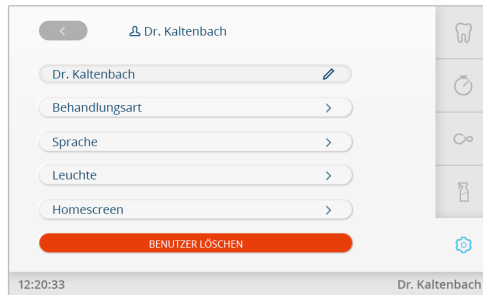 Dr. Kaltenbach
Dr. Kaltenbach
Behandlungsart
Sprache
Leuchte
Homescreen
BENUTZER LÖSCHEN
12:20:33 Dr. Kaltenbach